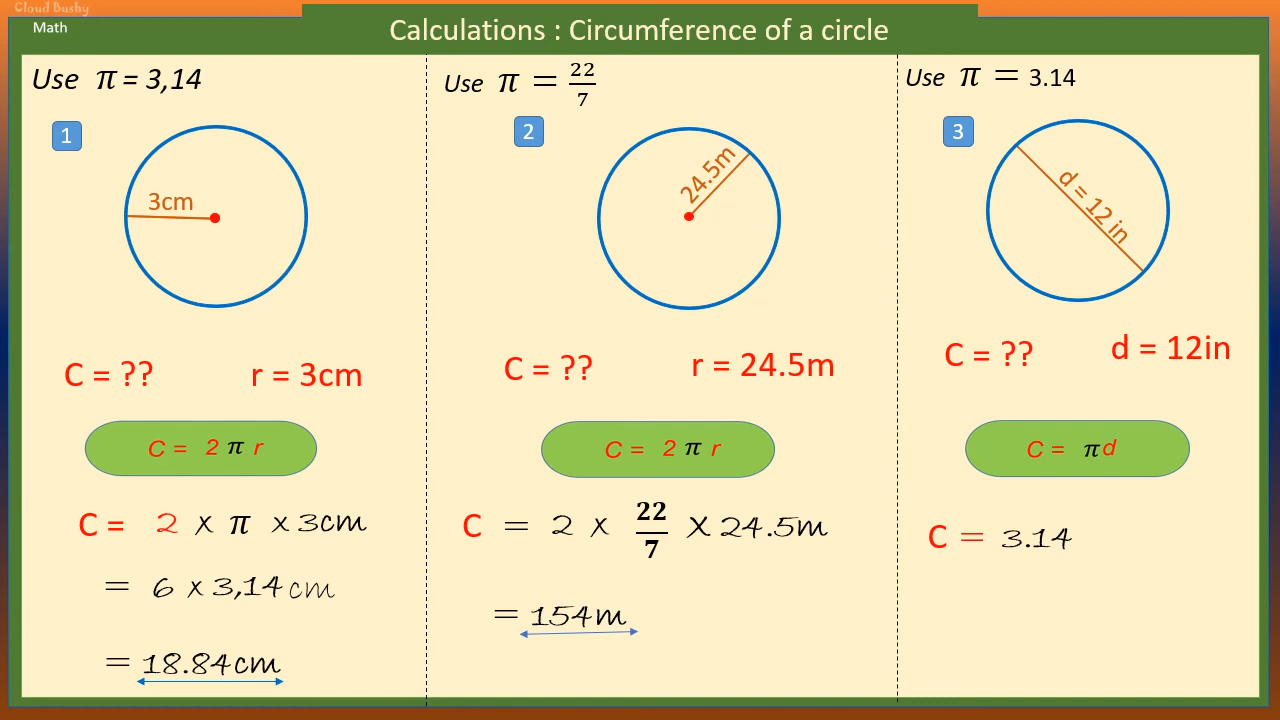 Cloud Bushy
Math
Calculations : Circumference of a circle
Use π = 3,14
1
3cm
C = ??
r = 3cm
C = 2 π r
C = 2 x π x 3cm
= 6 x 3,14 cm
= 18.84cm
Use π = 22/7
2
24.5m
C = ??
r = 24.5m
C = 2 π r
C = 2 x 22/7 X 24.5m
= 154m
Use π = 3.14
3
d = 12 in
C = ??
d = 12in
C = πd
C = 3.14